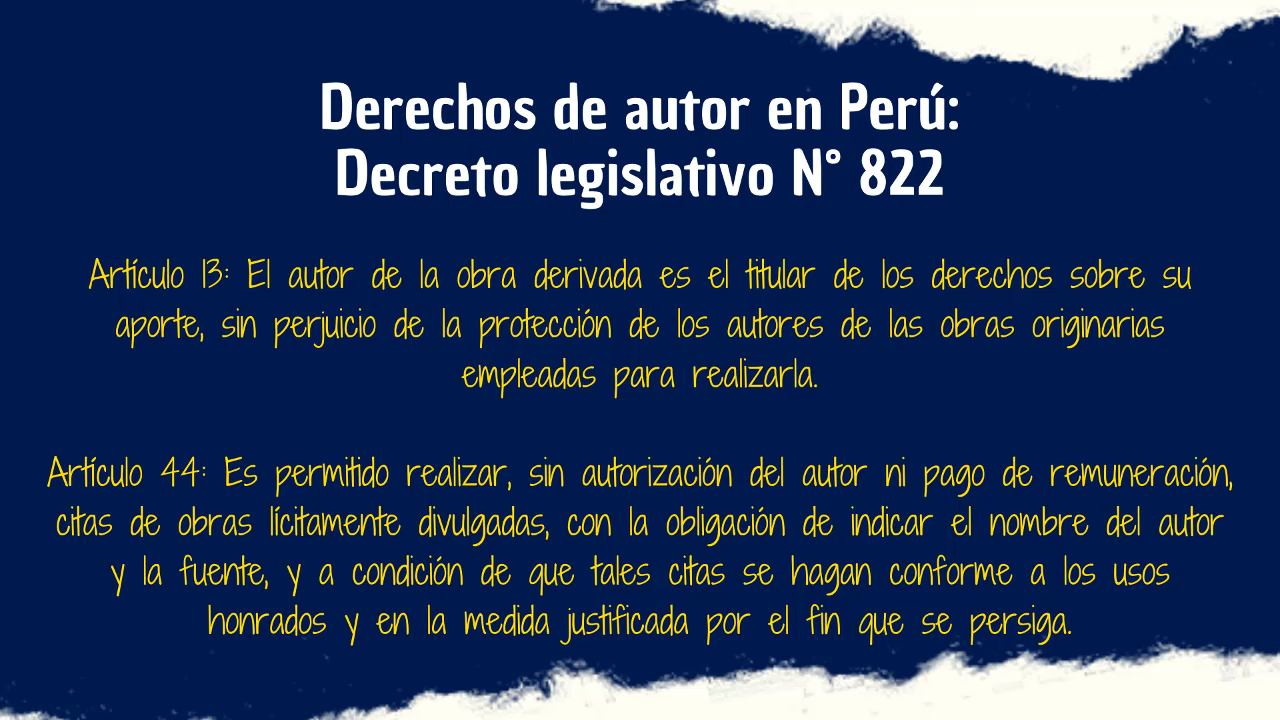 Derechos de autor en Perú:
Decreto legislativo N° 822
Artículo 13: El autor de la obra derivada es el titular de los derechos sobre su
aporte, sin perjuicio de la protección de los autores de las obras originarias
empleadas para realizarla.
Artículo 44: Es permitido realizar, sin autorización del autor ni pago de remuneración,
citas de obras lícitamente divulgadas, con la obligación de indicar el nombre del autor
y la fuente, y a condición de que tales citas se hagan conforme a los usos
honrados y en la medida justificada por el fin que se persiga.